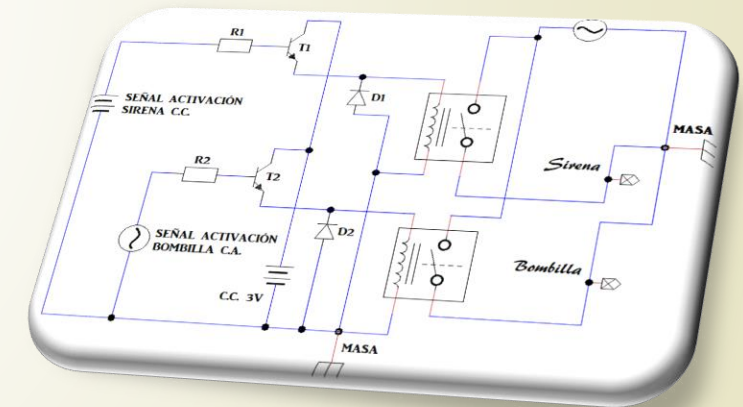 R1
T1
SEÑAL ACTIVACIÓN
SIRENA C.C.
D1
MASA
R2
T2
Sirena
SEÑAL ACTIVACIÓN
BOMBILLA C.A.
D2
Bombilla
C.C. 3V
MASA